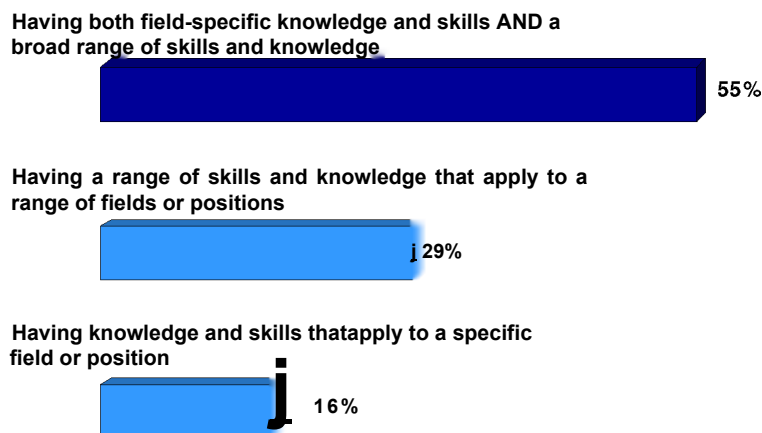 Having both field-specific knowledge and skills AND a
broad range of skills and knowledge
55%
Having a range of skills and knowledge that apply to a
range of fields or positions
j 29%
Having knowledge and skills thatapply to a specific
field or position
j
16%